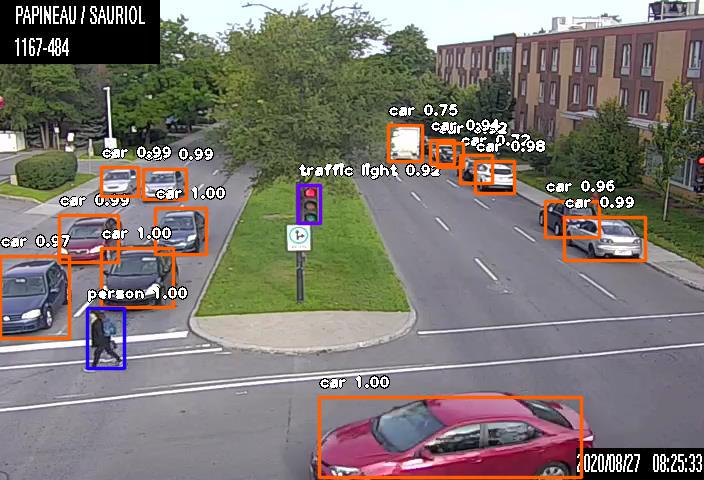 PAPINEAU / SAURIOL
1167-484
car 0.75
car 0.94
car 0.98
car 0.99
0.99
traffic light 0.92
car 0.96
car 0.99
car 0.99
car 1.00
car 0.97
car 1.00
person 1.00
car 1.00
2020/08/27 08:25:33